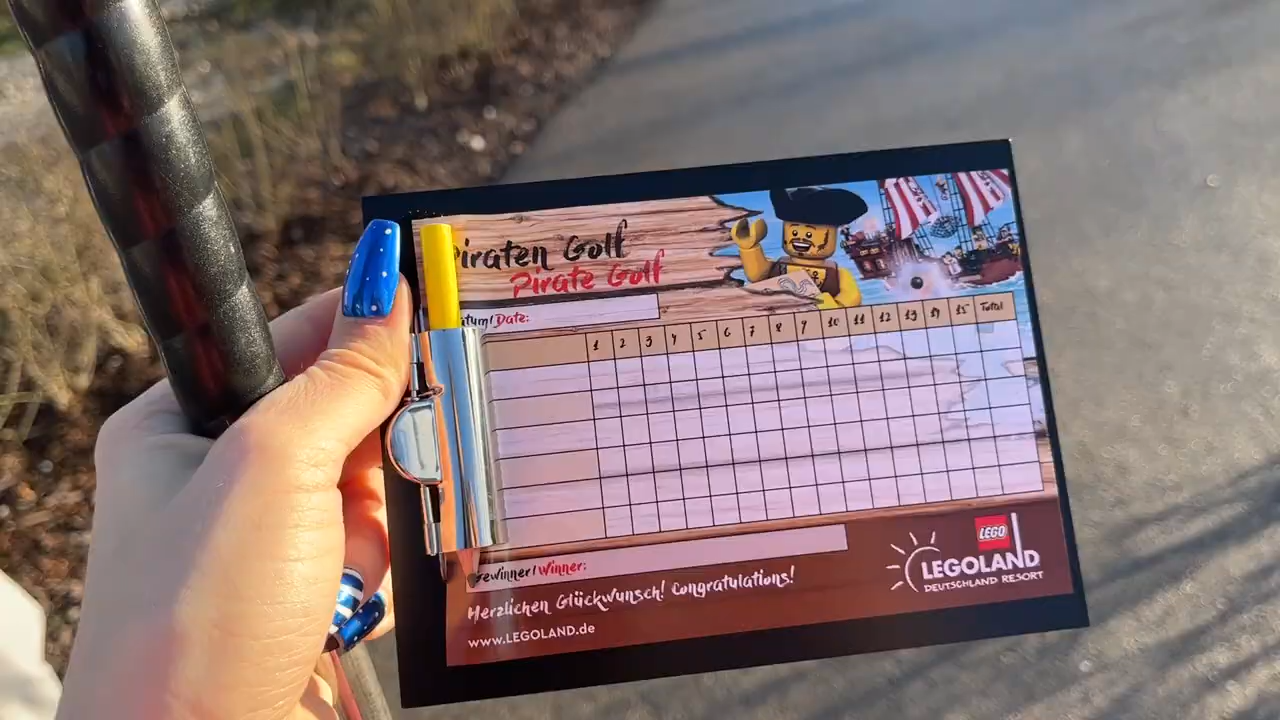 Piraten Golf
Pirate Golf
Datum/Date:
1 2 3 4 5 6 7 8 9 10 11 12 13 14 15 Total
Gewinner/Winner:
Herzlichen Glückwunsch! Congratulations!
www.LEGOLAND.de
LEGO
LEGOLAND
DEUTSCHLAND RESORT